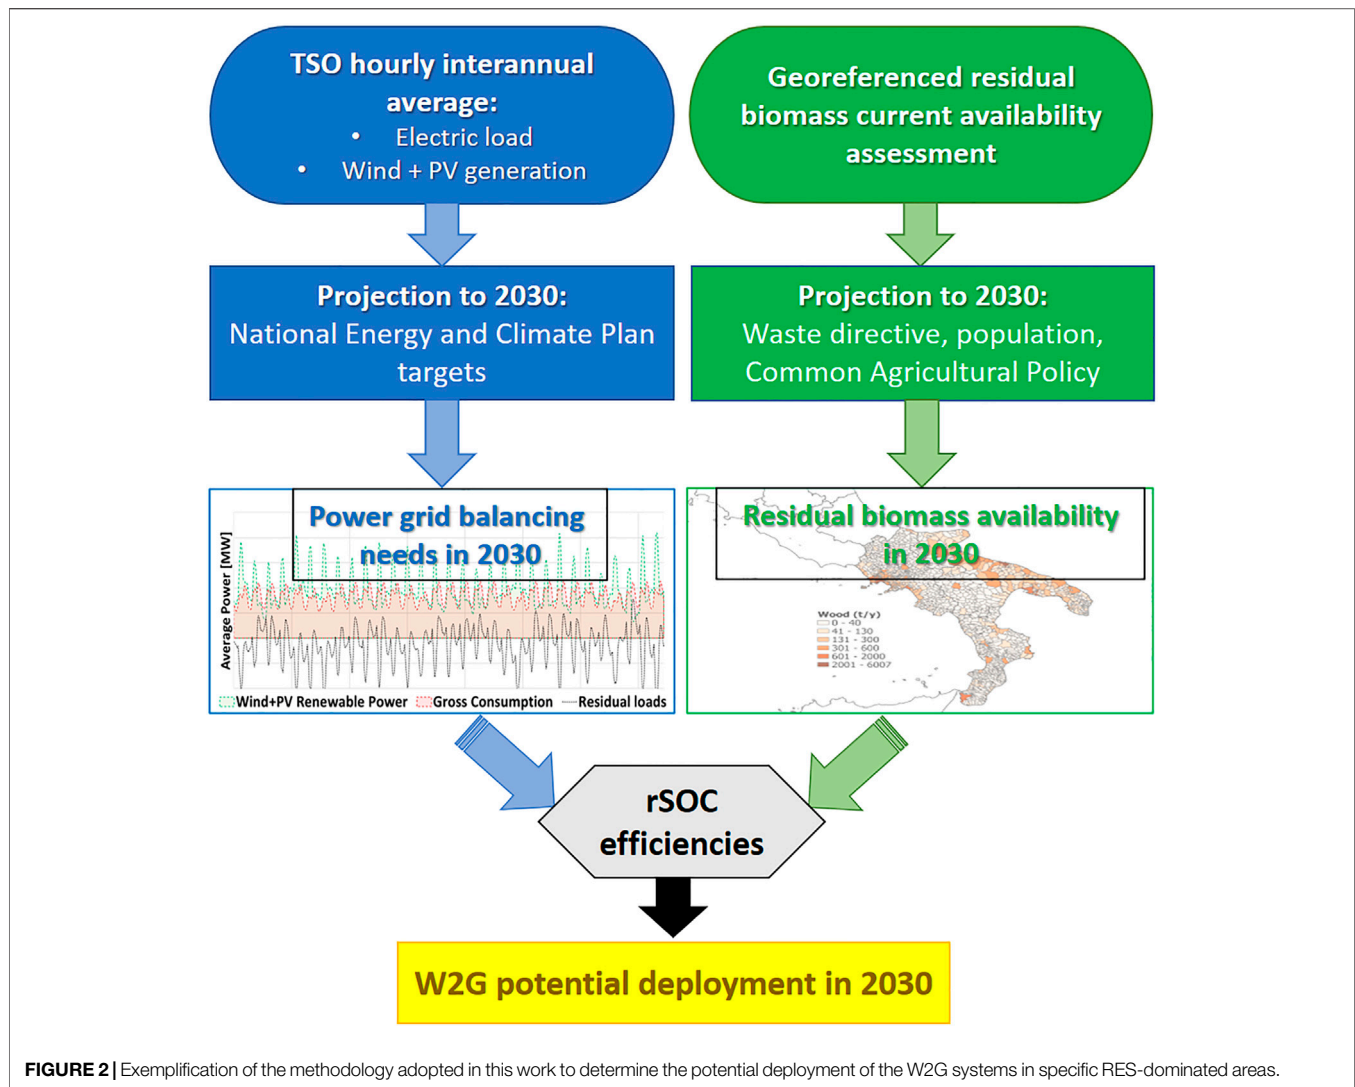 TSO hourly interannual
average:
• Electric load
• Wind + PV generation
Georeferenced residual
biomass current availability
assessment
Projection to 2030:
National Energy and Climate Plan
targets
Projection to 2030:
Waste directive, population,
Common Agricultural Policy
Power grid balancing
needs in 2030
Average Power [MW]
Wind+PV Renewable Power Gross Consumption Residual loads
Residual biomass availability
in 2030
Wood (t/y)
0 - 40
41 - 130
131 - 300
301 - 600
601 - 2000
2001 - 6007
rSOC
efficiencies
W2G potential deployment in 2030
FIGURE 2 | Exemplification of the methodology adopted in this work to determine the potential deployment of the W2G systems in specific RES-dominated areas.